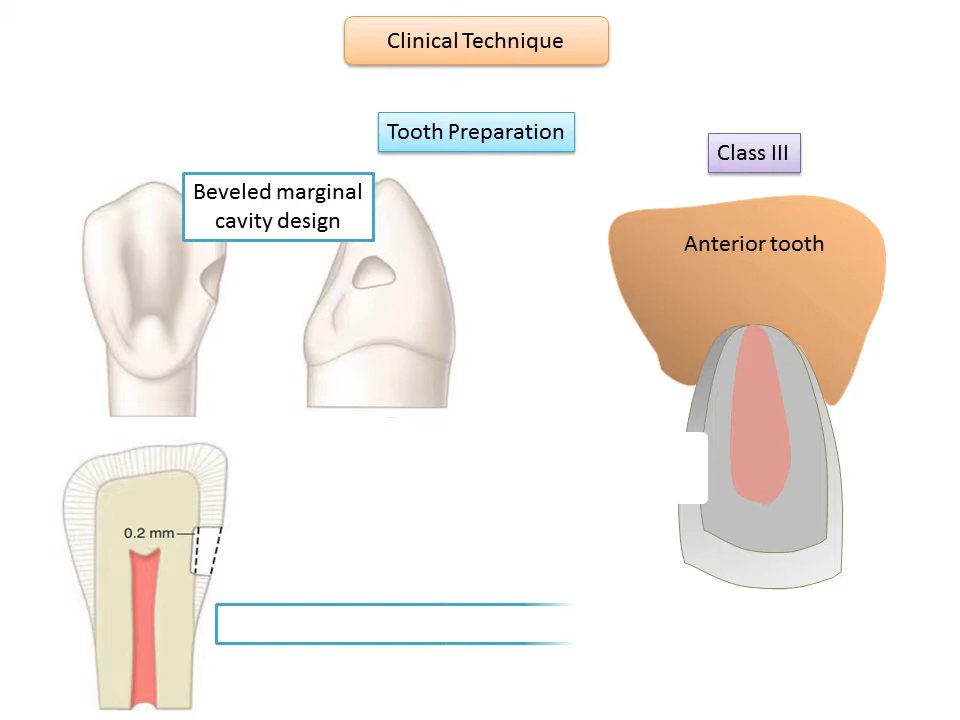 Clinical Technique
Tooth Preparation
Class III
Beveled marginal
cavity design
Anterior tooth
0.2 mm